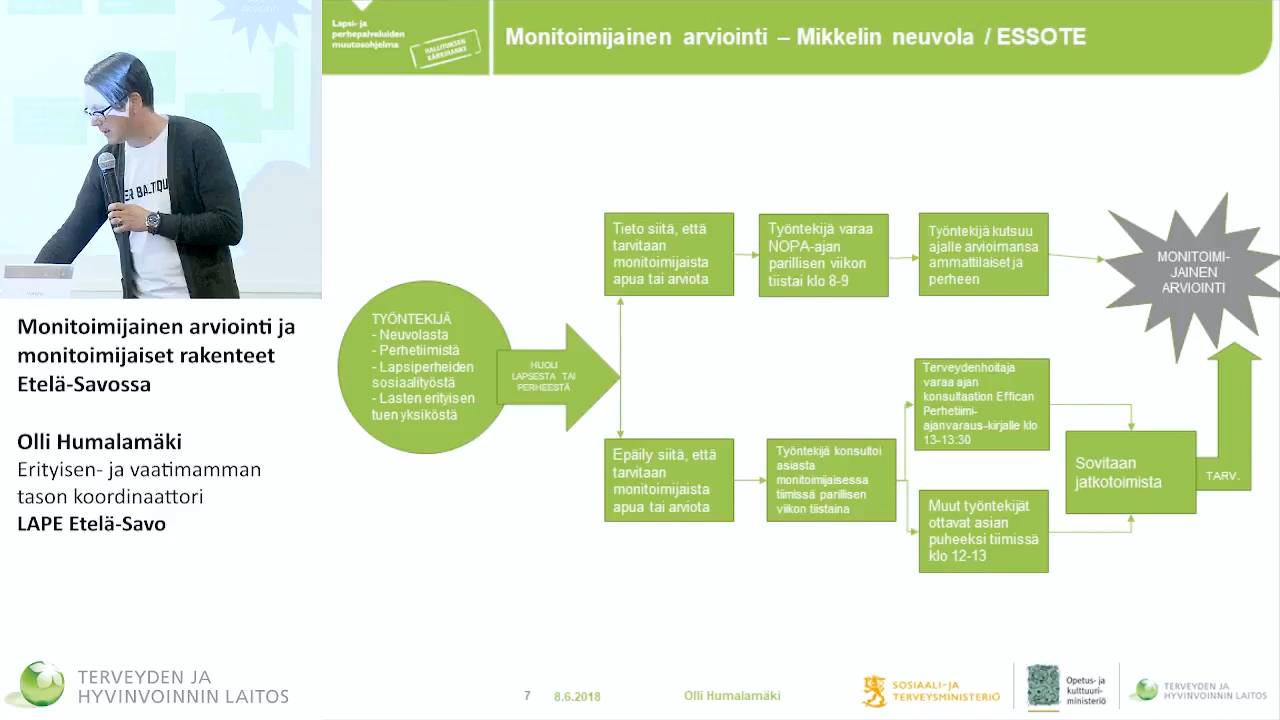 Lapsi- ja
perhepalveluiden
muutosohjelma
HALLITUKSEN
KÄRKIHANKE
Monitoimijainen arviointi – Mikkelin neuvola / ESSOTE
ER BALTQU
Monitoimijainen arviointi ja
monitoimijaiset rakenteet
Etelä-Savossa
Olli Humalamäki
Erityisen- ja vaatimamman
tason koordinaattori
LAPE Etelä-Savo
TYÖNTEKIJÄ
- Neuvolasta
- Perhetiimistä
- Lapsiperheiden
sosiaalityöstä
- Lasten erityisen
tuen yksiköstä
HUOLI
LAPSESTA TAI
PERHEESTÄ
Tieto siitä, että
tarvitaan
monitoimijaista
apua tai arviota
Työntekijä varaa
NOPA-ajan
parillisen viikon
tiistai klo 8-9
Työntekijä kutsuu
ajalle arvioimansa
ammattilaiset ja
perheen
MONITOIMI-
JAINEN
ARVIOINTI
Epäily siitä, että
tarvitaan
monitoimijaista
apua tai arviota
Työntekijä konsultoi
asiasta
monitoimijaisessa
tiimissä parillisen
viikon tiistaina
Terveydenhoitaja
varaa ajan
konsultaation Effican
Perhetiimi-
ajanvaraus-kirjalle klo
13-13:30
Muut työntekijät
ottavat asian
puheeksi tiimissä
klo 12-13
Sovitaan
jatkotoimista
TARV.
TERVEYDEN JA
HYVINVOINNIN LAITOS
7
8.6.2018
Olli Humalamäki
SOSIAALI- JA
TERVEYSMINISTERIÖ
Opetus- ja
kulttuuri-
ministeriö
TERVEYDEN JA
HYVINVOINNIN LAITOS